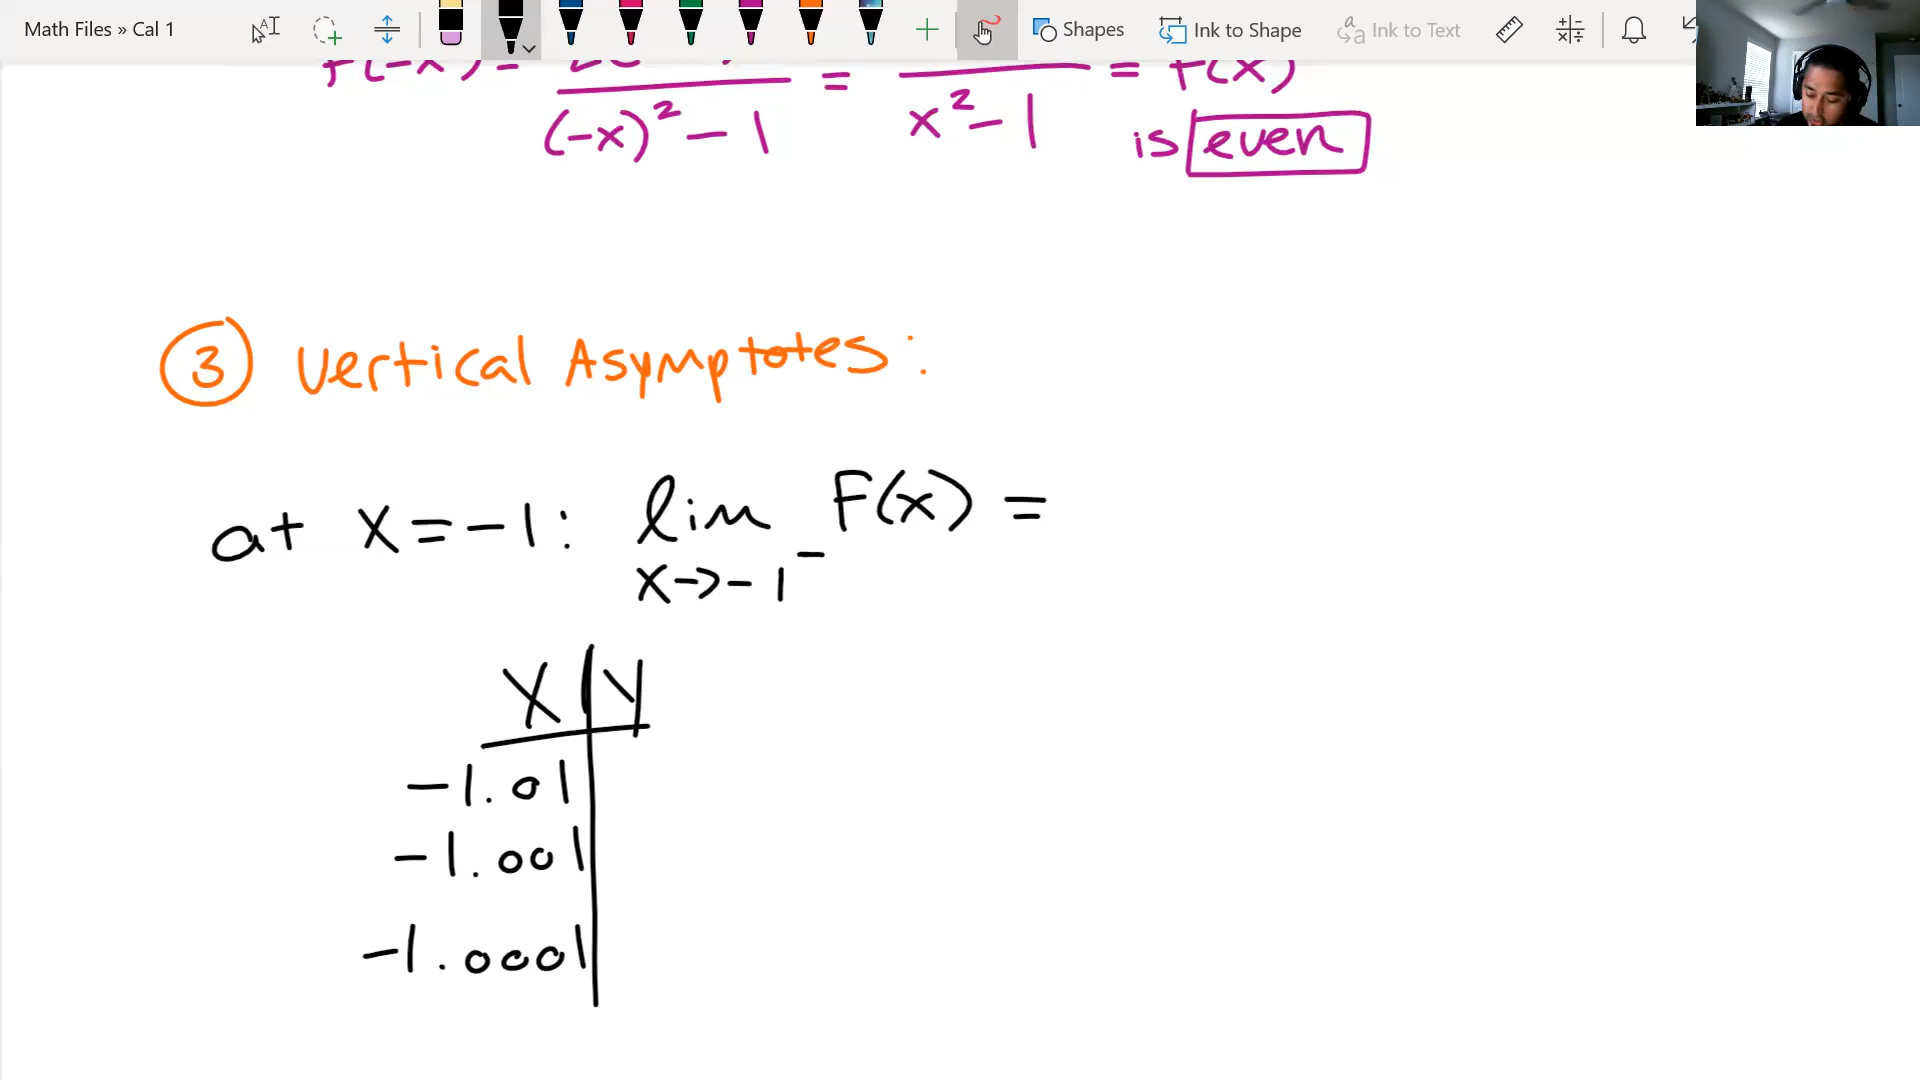 Math Files » Cal 1
Shapes
Ink to Shape
Ink to Text
f(-x) = = = f(x)
(-x)² - 1 x² - 1 is even
3 Vertical Asymptotes:
at x = -1: lim F(x) =
x → -1⁻
X Y
-1.01
-1.001
-1.0001